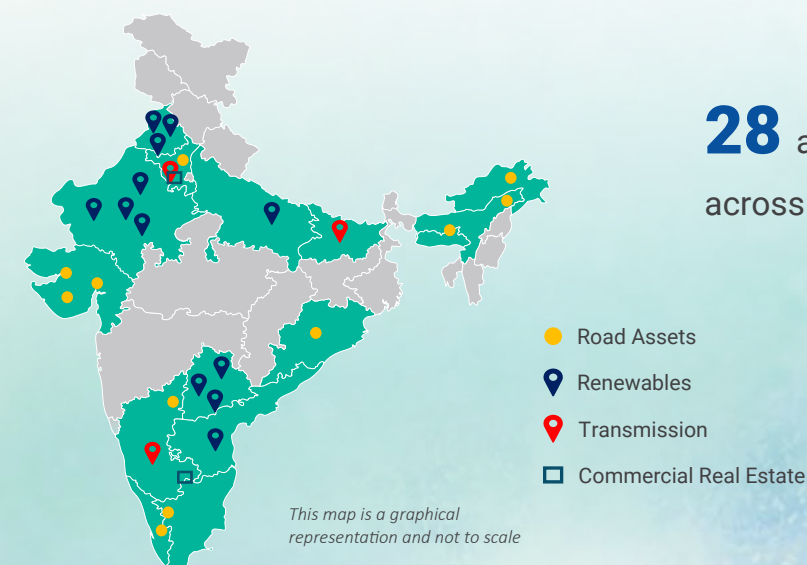 28
across
Road Assets
Renewables
Transmission
Commercial Real Estate
This map is a graphical
representation and not to scale